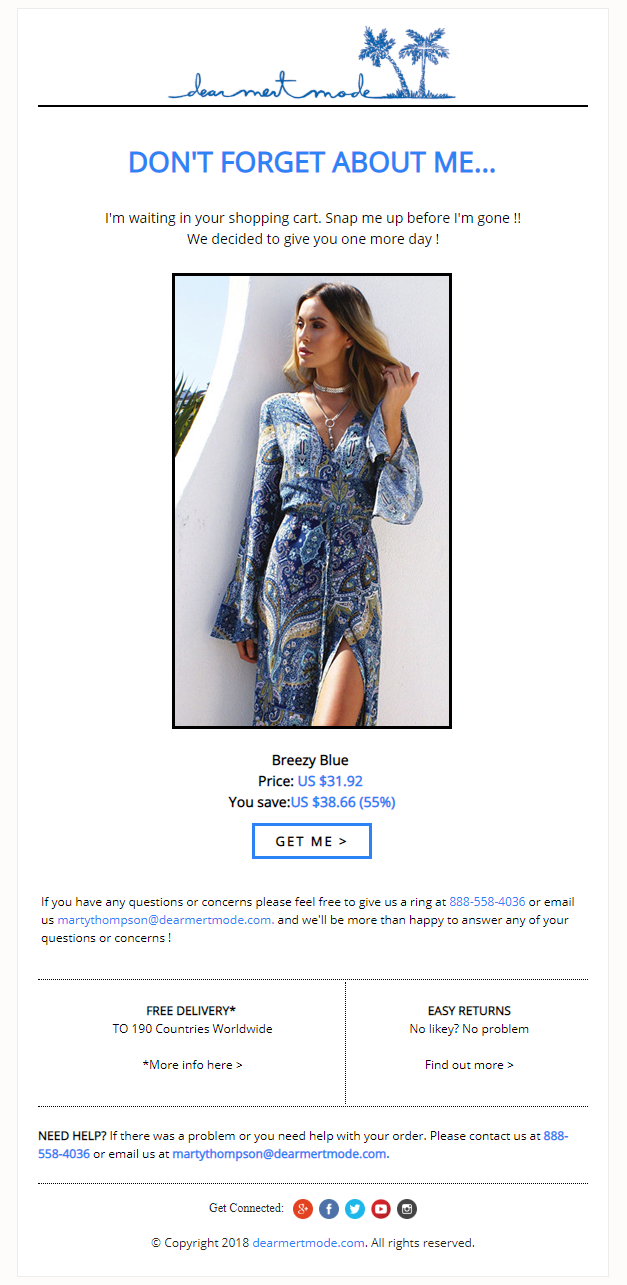 dear mert mode
DON'T FORGET ABOUT ME...
I'm waiting in your shopping cart. Snap me up before I'm gone !!
We decided to give you one more day !
Breezy Blue
Price: US $31.92
You save:US $38.66 (55%)
GET ME >
If you have any questions or concerns please feel free to give us a ring at 888-558-4036 or email
us martythompson@dearmertmode.com. and we'll be more than happy to answer any of your
questions or concerns !
FREE DELIVERY*
TO 190 Countries Worldwide
*More info here >
EASY RETURNS
No likey? No problem
Find out more >
NEED HELP? If there was a problem or you need help with your order. Please contact us at 888-
558-4036 or email us at martythompson@dearmertmode.com.
Get Connected:
© Copyright 2018 dearmertmode.com. All rights reserved.